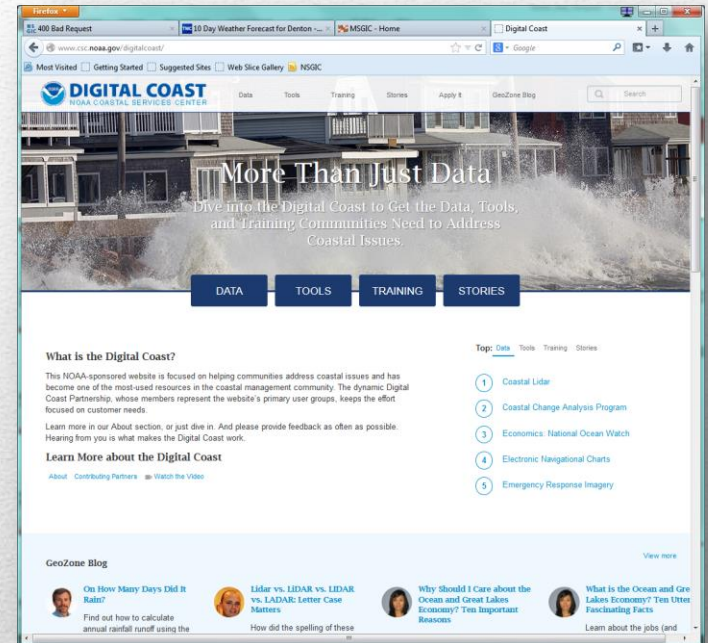 Firefox
400 Bad Request
10 Day Weather Forecast for Denton -...
MSGIC - Home
Digital Coast
www.csc.noaa.gov/digitalcoast/
Google
Most Visited
Getting Started
Suggested Sites
Web Slice Gallery
NSGIC
DIGITAL COAST
NOAA COASTAL SERVICES CENTER
Data
Tools
Training
Stories
Apply It
GeoZone Blog
Search
More Than Just Data
Dive into the Digital Coast to Get the Data, Tools,
and Training Communities Need to Address
Coastal Issues.
DATA
TOOLS
TRAINING
STORIES
What is the Digital Coast?
This NOAA-sponsored website is focused on helping communities address coastal issues and has
become one of the most-used resources in the coastal management community. The dynamic Digital
Coast Partnership, whose members represent the website's primary user groups, keeps the effort
focused on customer needs.
Learn more in our About section, or just dive in. And please provide feedback as often as possible.
Hearing from you is what makes the Digital Coast work.
Learn More about the Digital Coast
About
Contributing Partners
Watch the Video
Top: Data Tools Training Stories
1 Coastal Lidar
2 Coastal Change Analysis Program
3 Economics: National Ocean Watch
4 Electronic Navigational Charts
5 Emergency Response Imagery
GeoZone Blog
View more
On How Many Days Did It
Rain?
Find out how to calculate
annual rainfall runoff using the
Lidar vs. LiDAR vs. LIDAR
vs. LADAR: Letter Case
Matters
How did the spelling of these
Why Should I Care about the
Ocean and Great Lakes
Economy? Ten Important
Reasons
What is the Ocean and Gre
Lakes Economy? Ten Utter
Fascinating Facts
Learn about the jobs (and